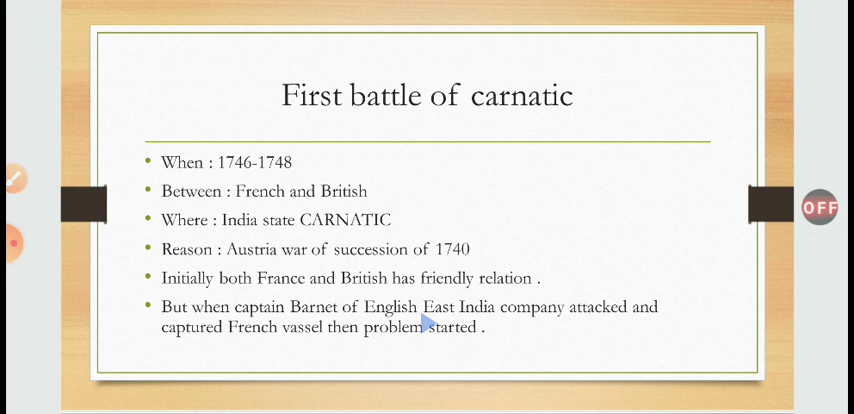 First battle of carnatic
• When : 1746-1748
• Between : French and British
• Where : India state CARNATIC
• Reason : Austria war of succession of 1740
• Initially both France and British has friendly relation .
• But when captain Barnet of English East India company attacked and
captured French vassel then problem started .
OFF